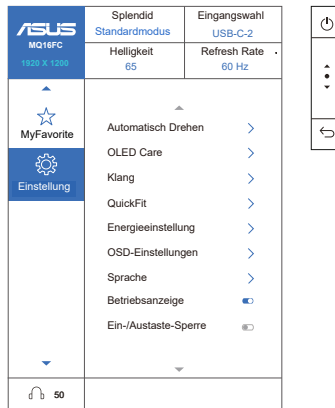 ASUS
MQ16FC
1920 X 1200
Splendid
Standardmodus
Eingangswahl
USB-C-2
Helligkeit
65
Refresh Rate
60 Hz
MyFavorite
Einstellung
Automatisch Drehen
OLED Care
Klang
QuickFit
Energieeinstellung
OSD-Einstellungen
Sprache
Betriebsanzeige
Ein-/Austaste-Sperre
50